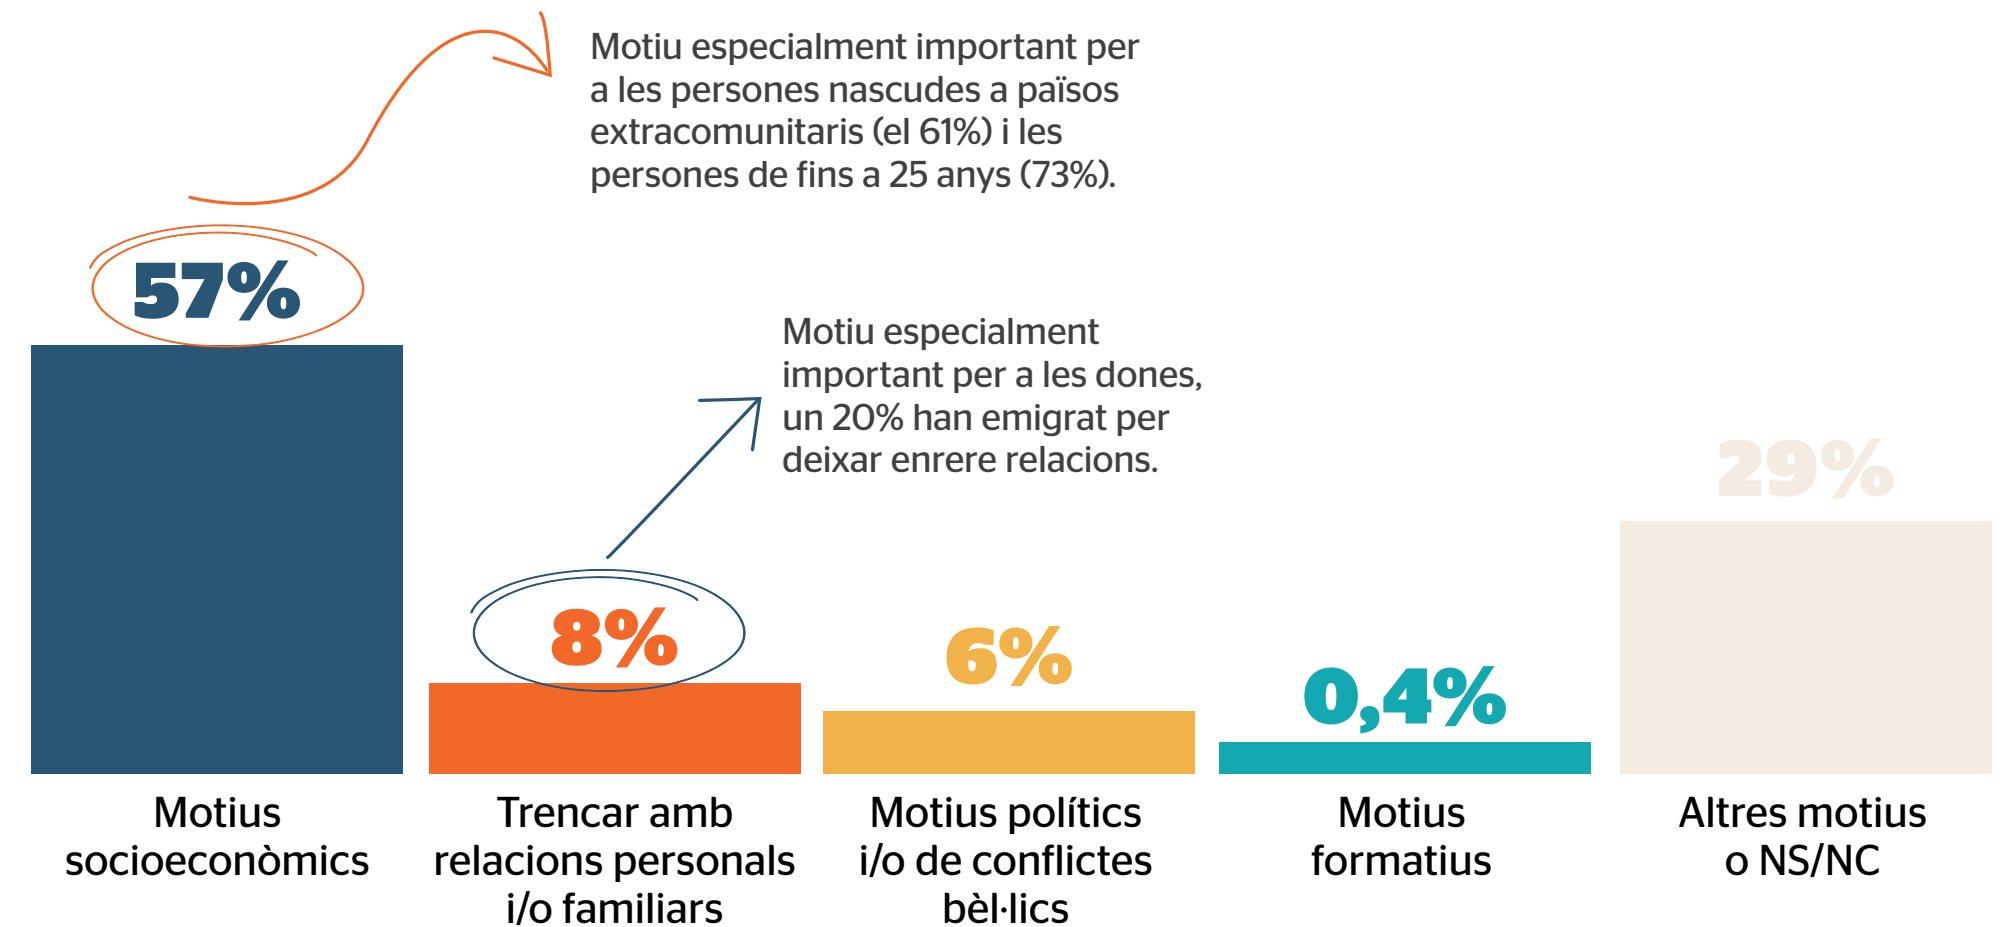 Motiu especialment important per
a les persones nascudes a països
extracomunitaris (el 61%) i les
persones de fins a 25 anys (73%).
57%
Motiu especialment
important per a les dones,
un 20% han emigrat per
deixar enrere relacions.
29%
8%
6%
0,4%
Motius
socioeconòmics
Trencar amb
relacions personals
i/o familiars
Motius polítics
i/o de conflictes
bèl·lics
Motius
formatius
Altres motius
o NS/NC